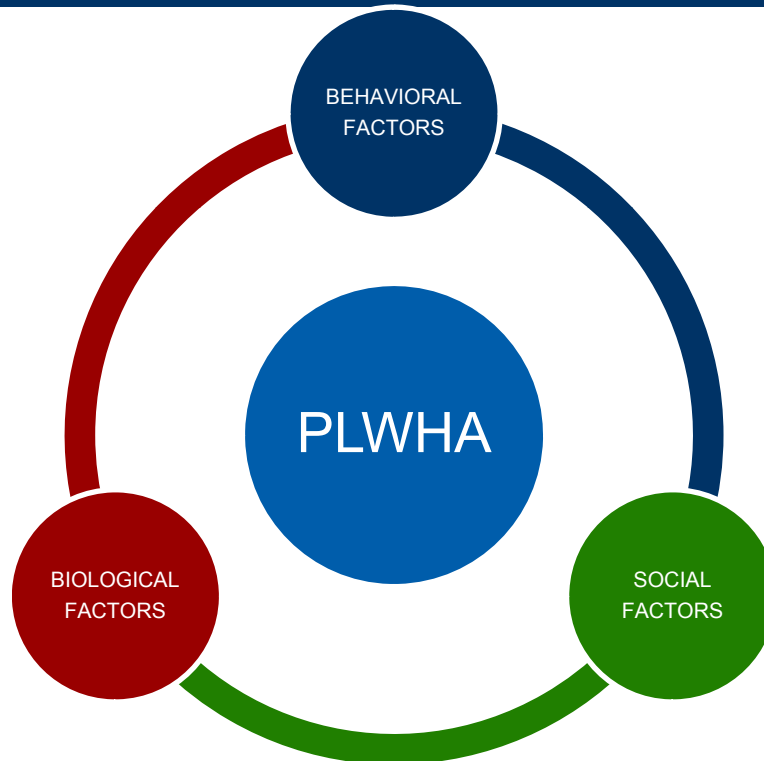 BEHAVIORAL
FACTORS
PLWHA
BIOLOGICAL
FACTORS
SOCIAL
FACTORS